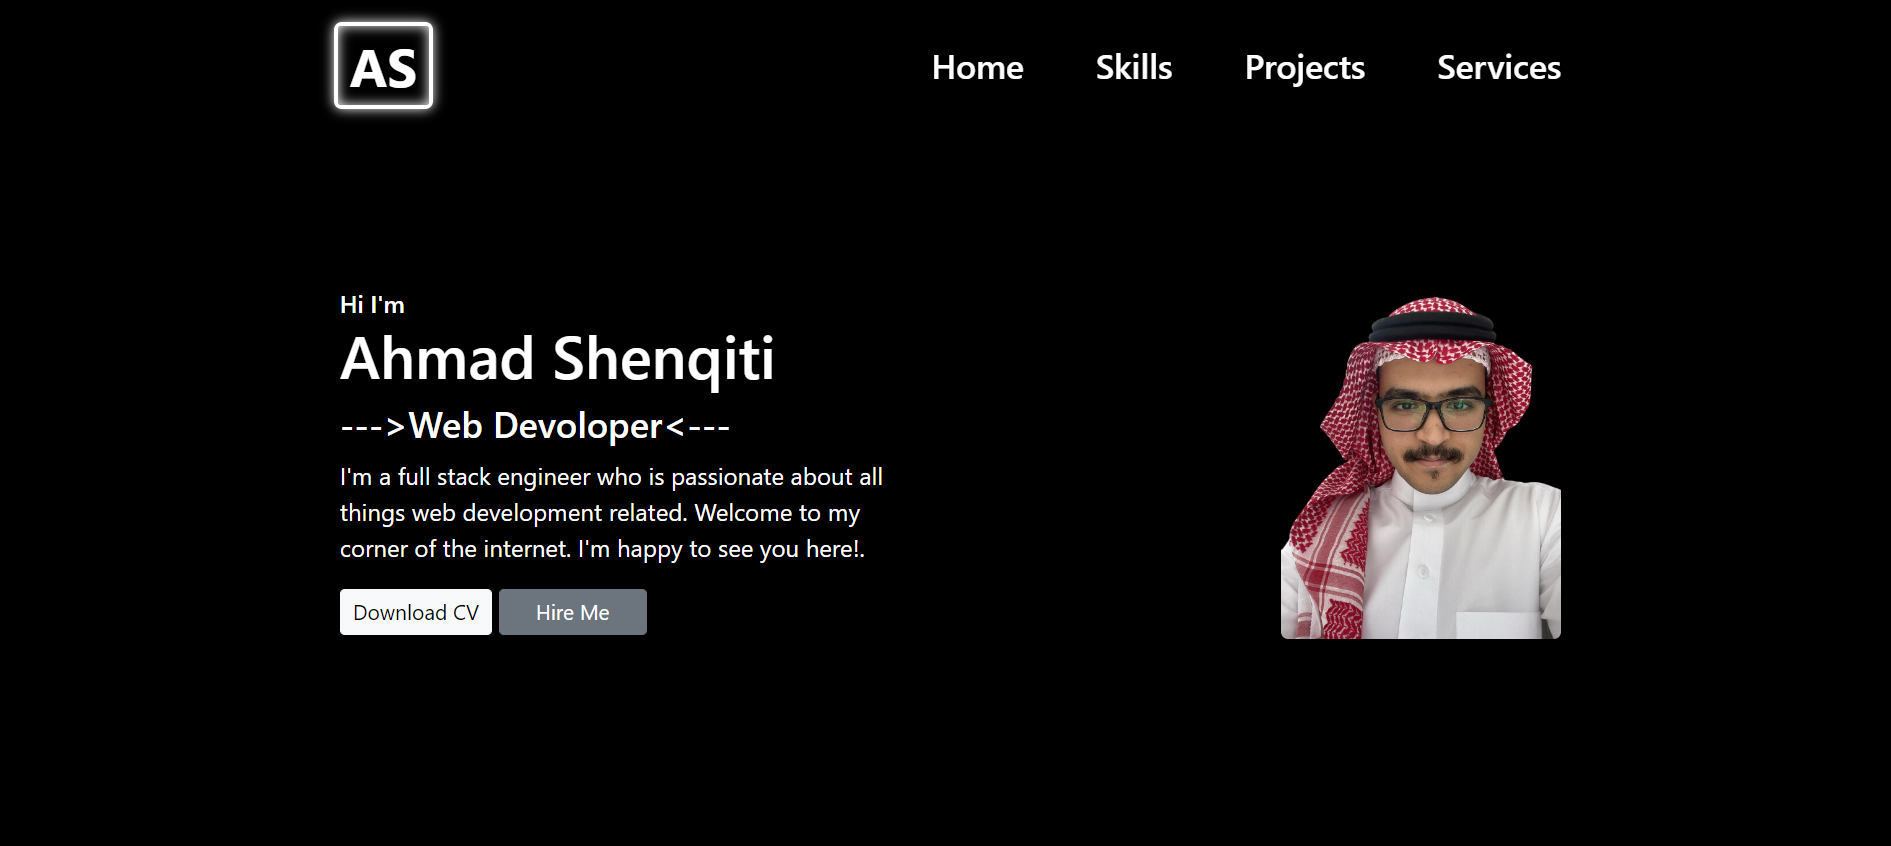 AS
Home Skills Projects Services
Hi I'm
Ahmad Shenqiti
--->Web Devoloper<---
I'm a full stack engineer who is passionate about all
things web development related. Welcome to my
corner of the internet. I'm happy to see you here!.
Download CV Hire Me